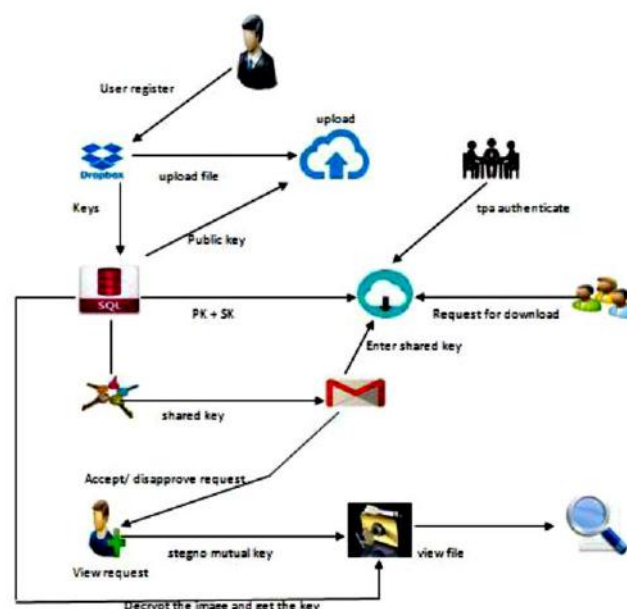 User register
upload
Dropbox
upload file
tpa authenticate
Keys
Public key
SQL
PK + SK
Request for download
Enter shared key
shared key
Accept/ disapprove request
stegno mutual key
view file
View request
Decrypt the image and get the key